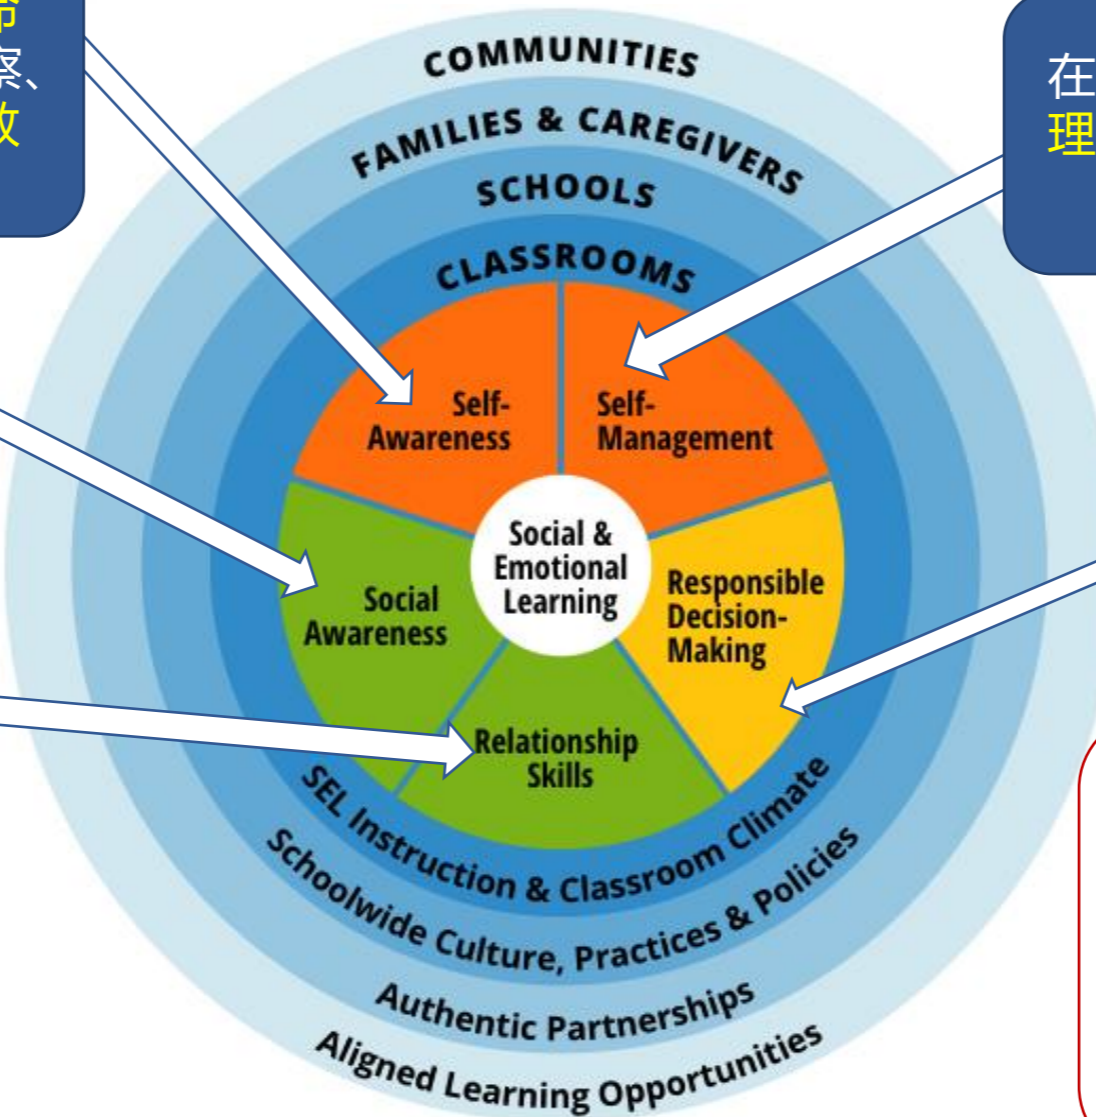 察、
在
理
COMMUNITIES
FAMILIES & CAREGIVERS
SCHOOLS
CLASSROOMS
Self-
Awareness
Self-
Management
Social &
Emotional
Learning
Social
Awareness
Responsible
Decision-
Making
Relationship
Skills
SEL Instruction & Classroom Climate
Schoolwide Culture, Practices & Policies
Authentic Partnerships
Aligned Learning Opportunities